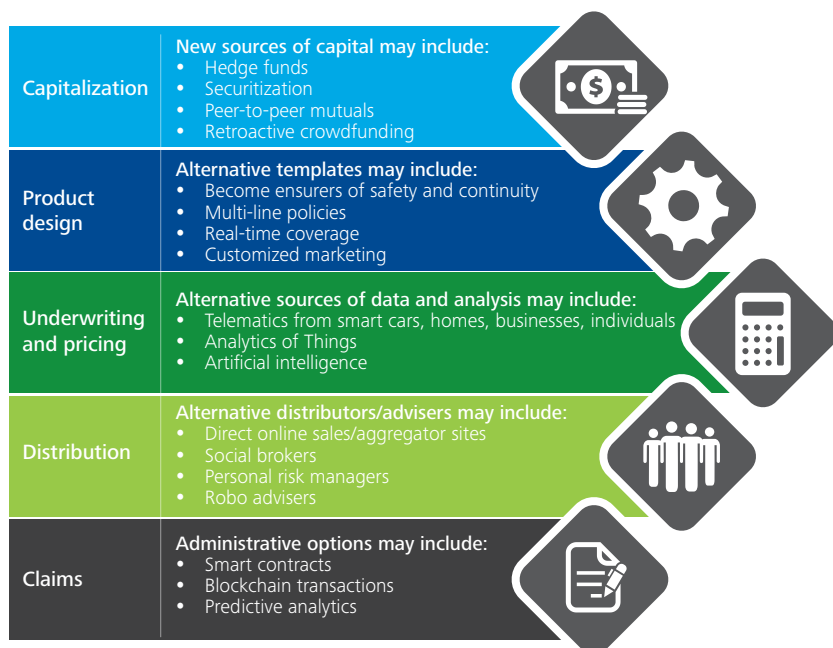 Capitalization
New sources of capital may include:
• Hedge funds
• Securitization
• Peer-to-peer mutuals
• Retroactive crowdfunding
$
Product
design
Alternative templates may include:
• Become ensurers of safety and continuity
• Multi-line policies
• Real-time coverage
• Customized marketing
Underwriting
and pricing
Alternative sources of data and analysis may include:
• Telematics from smart cars, homes, businesses, individuals
• Analytics of Things
• Artificial intelligence
Distribution
Alternative distributors/advisers may include:
• Direct online sales/aggregator sites
• Social brokers
• Personal risk managers
• Robo advisers
Claims
Administrative options may include:
• Smart contracts
• Blockchain transactions
• Predictive analytics